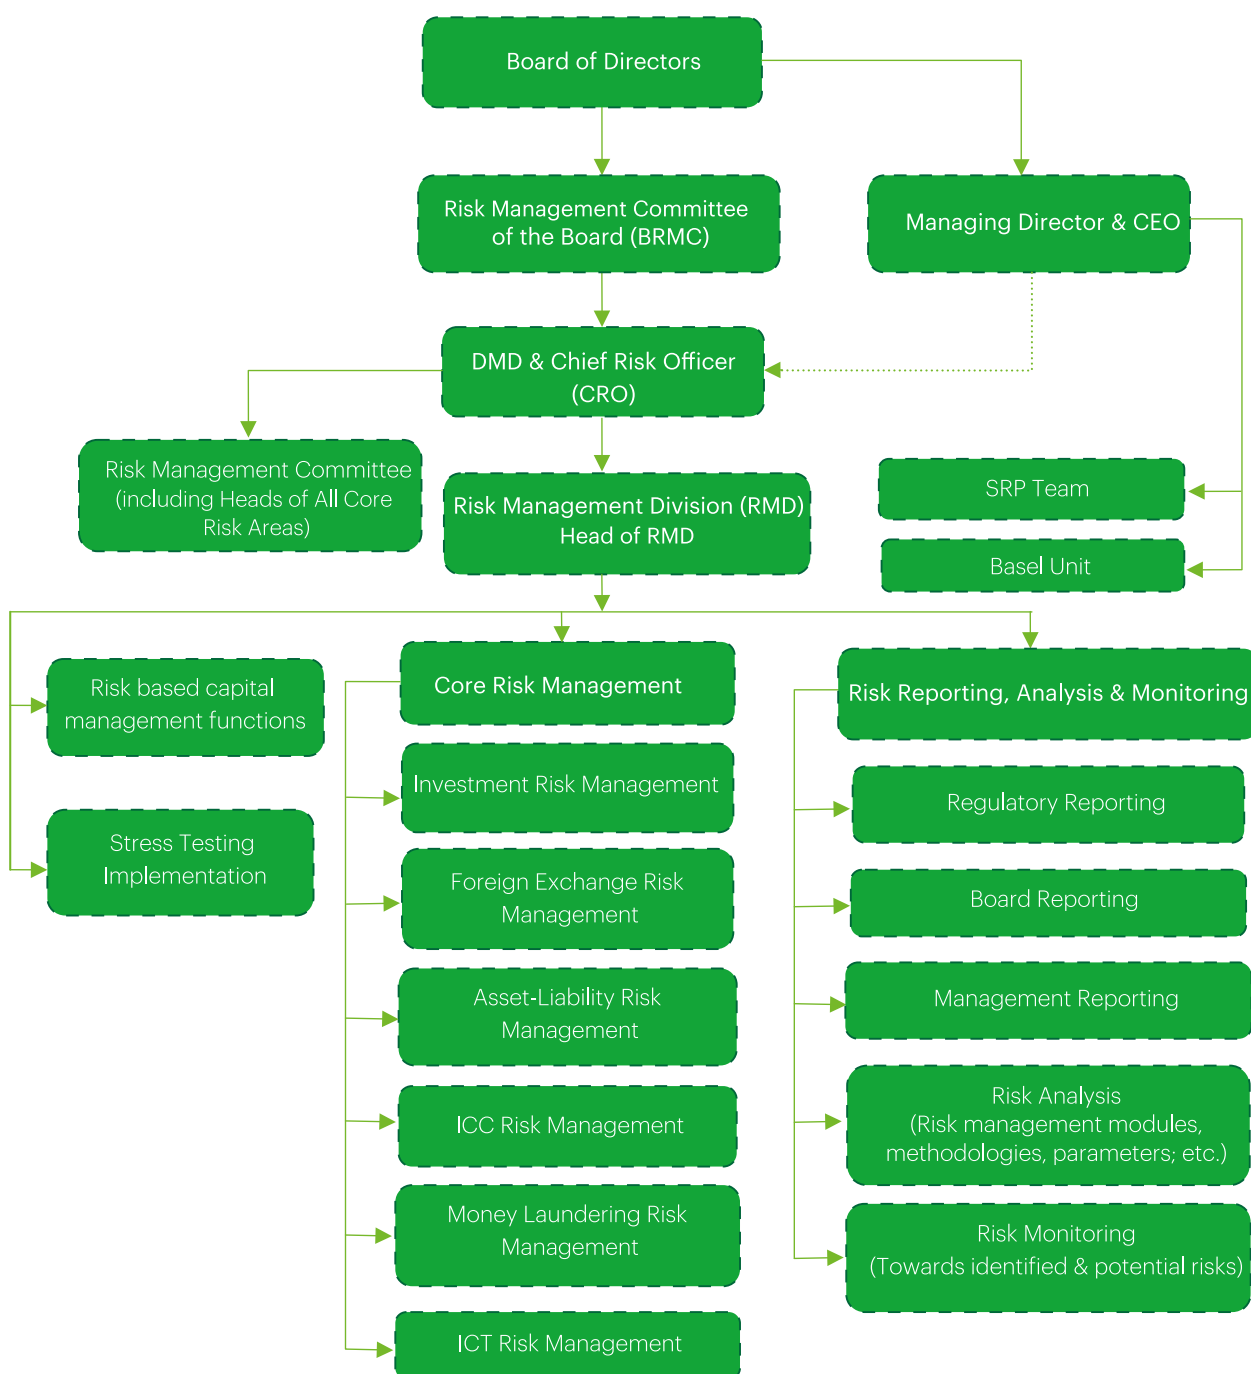 Board of Directors
Risk Management Committee
of the Board (BRMC)
Managing Director & CEO
DMD & Chief Risk Officer
(CRO)
Risk Management Committee
(including Heads of All Core
Risk Areas)
Risk Management Division (RMD)
Head of RMD
SRP Team
Basel Unit
Risk based capital
management functions
Stress Testing
Implementation
Core Risk Management
Investment Risk Management
Foreign Exchange Risk
Management
Asset-Liability Risk
Management
ICC Risk Management
Money Laundering Risk
Management
ICT Risk Management
Risk Reporting, Analysis & Monitoring
Regulatory Reporting
Board Reporting
Management Reporting
Risk Analysis
(Risk management modules,
methodologies, parameters; etc.)
Risk Monitoring
(Towards identified & potential risks)